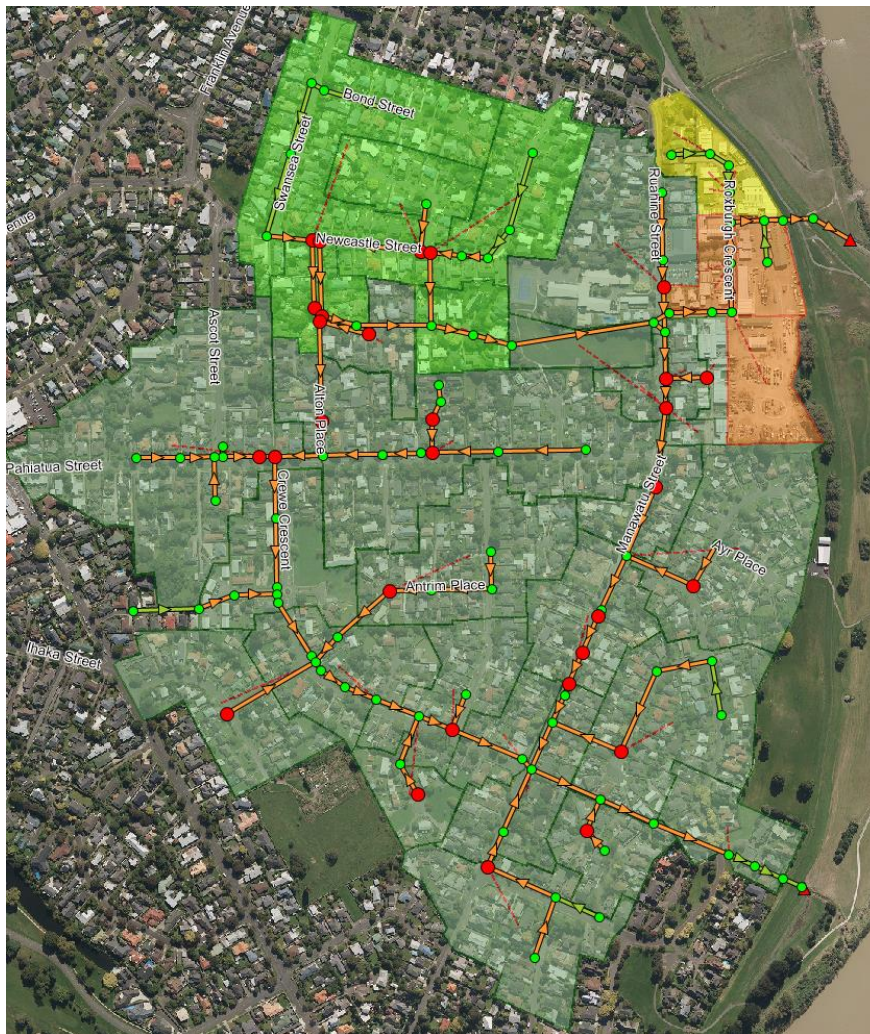 Franklin Avenue
Bond Street
Swansea Street
Ruahine Street
Roxburgh Crescent
enue
Newcastle Street
Ascot Street
Alton Place
Pahiatua Street
Crewe Crescent
Manawatu Street
Ayr Place
Antrim Place
Ihaka Street